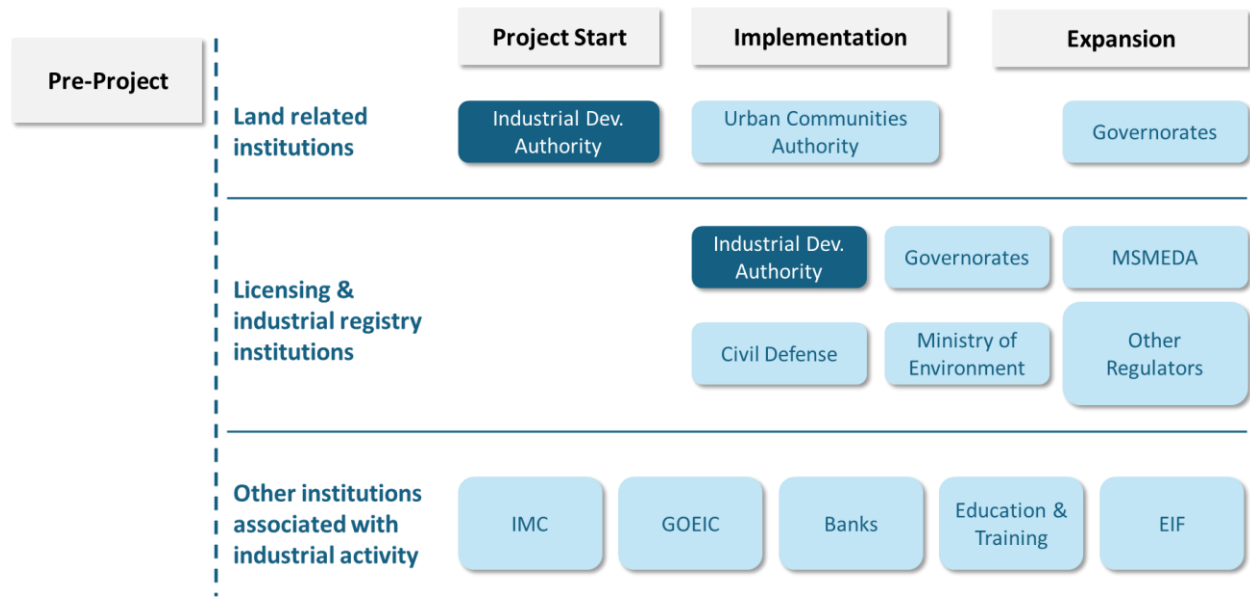 Pre-Project
Project Start
Implementation
Expansion
Land related
institutions
Industrial Dev.
Authority
Urban Communities
Authority
Governorates
Licensing &
industrial registry
institutions
Industrial Dev.
Authority
Governorates
MSMEDA
Civil Defense
Ministry of
Environment
Other
Regulators
Other institutions
associated with
industrial activity
IMC
GOEIC
Banks
Education &
Training
EIF